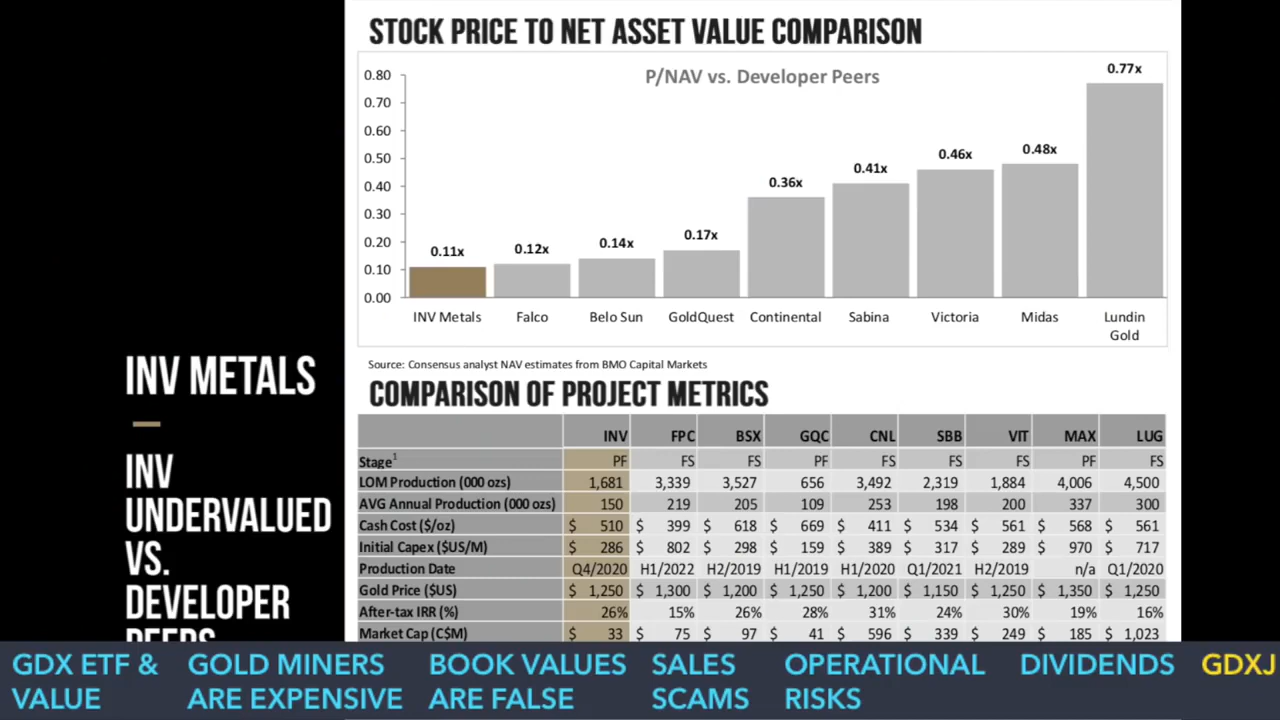 STOCK PRICE TO NET ASSET VALUE COMPARISON
P/NAV vs. Developer Peers
0.80
0.70
0.60
0.50
0.40
0.30
0.20
0.10
0.00
0.11x
0.12x
0.14x
0.17x
0.36x
0.41x
0.46x
0.48x
0.77x
INV Metals Falco Belo Sun GoldQuest Continental Sabina Victoria Midas Lundin
Gold
Source: Consensus analyst NAV estimates from BMO Capital Markets
INV METALS
INV
UNDERVALUED
VS.
DEVELOPER
PEERS
COMPARISON OF PROJECT METRICS
INV FPC BSX GQC CNL SBB VIT MAX LUG
Stage1 PF FS FS PF FS FS FS PF FS
LOM Production (000 ozs) 1,681 3,339 3,527 656 3,492 2,319 1,884 4,006 4,500
AVG Annual Production (000 ozs) 150 219 205 109 253 198 200 337 300
Cash Cost ($/oz) $ 510 $ 399 $ 618 $ 669 $ 411 $ 534 $ 561 $ 568 $ 561
Initial Capex ($US/M) $ 286 $ 802 $ 298 $ 159 $ 389 $ 317 $ 289 $ 970 $ 717
Production Date Q4/2020 H1/2022 H2/2019 H1/2019 H1/2020 Q1/2021 H2/2019 n/a Q1/2020
Gold Price ($US) $ 1,250 $ 1,300 $ 1,200 $ 1,250 $ 1,200 $ 1,150 $ 1,250 $ 1,350 $ 1,250
After-tax IRR (%) 26% 15% 26% 28% 31% 24% 30% 19% 16%
Market Cap (C$M) $ 33 $ 75 $ 97 $ 41 $ 596 $ 339 $ 249 $ 185 $ 1,023
GDX ETF &
VALUE
GOLD MINERS
ARE EXPENSIVE
BOOK VALUES
ARE FALSE
SALES
SCAMS
OPERATIONAL
RISKS
DIVIDENDS
GDXJ